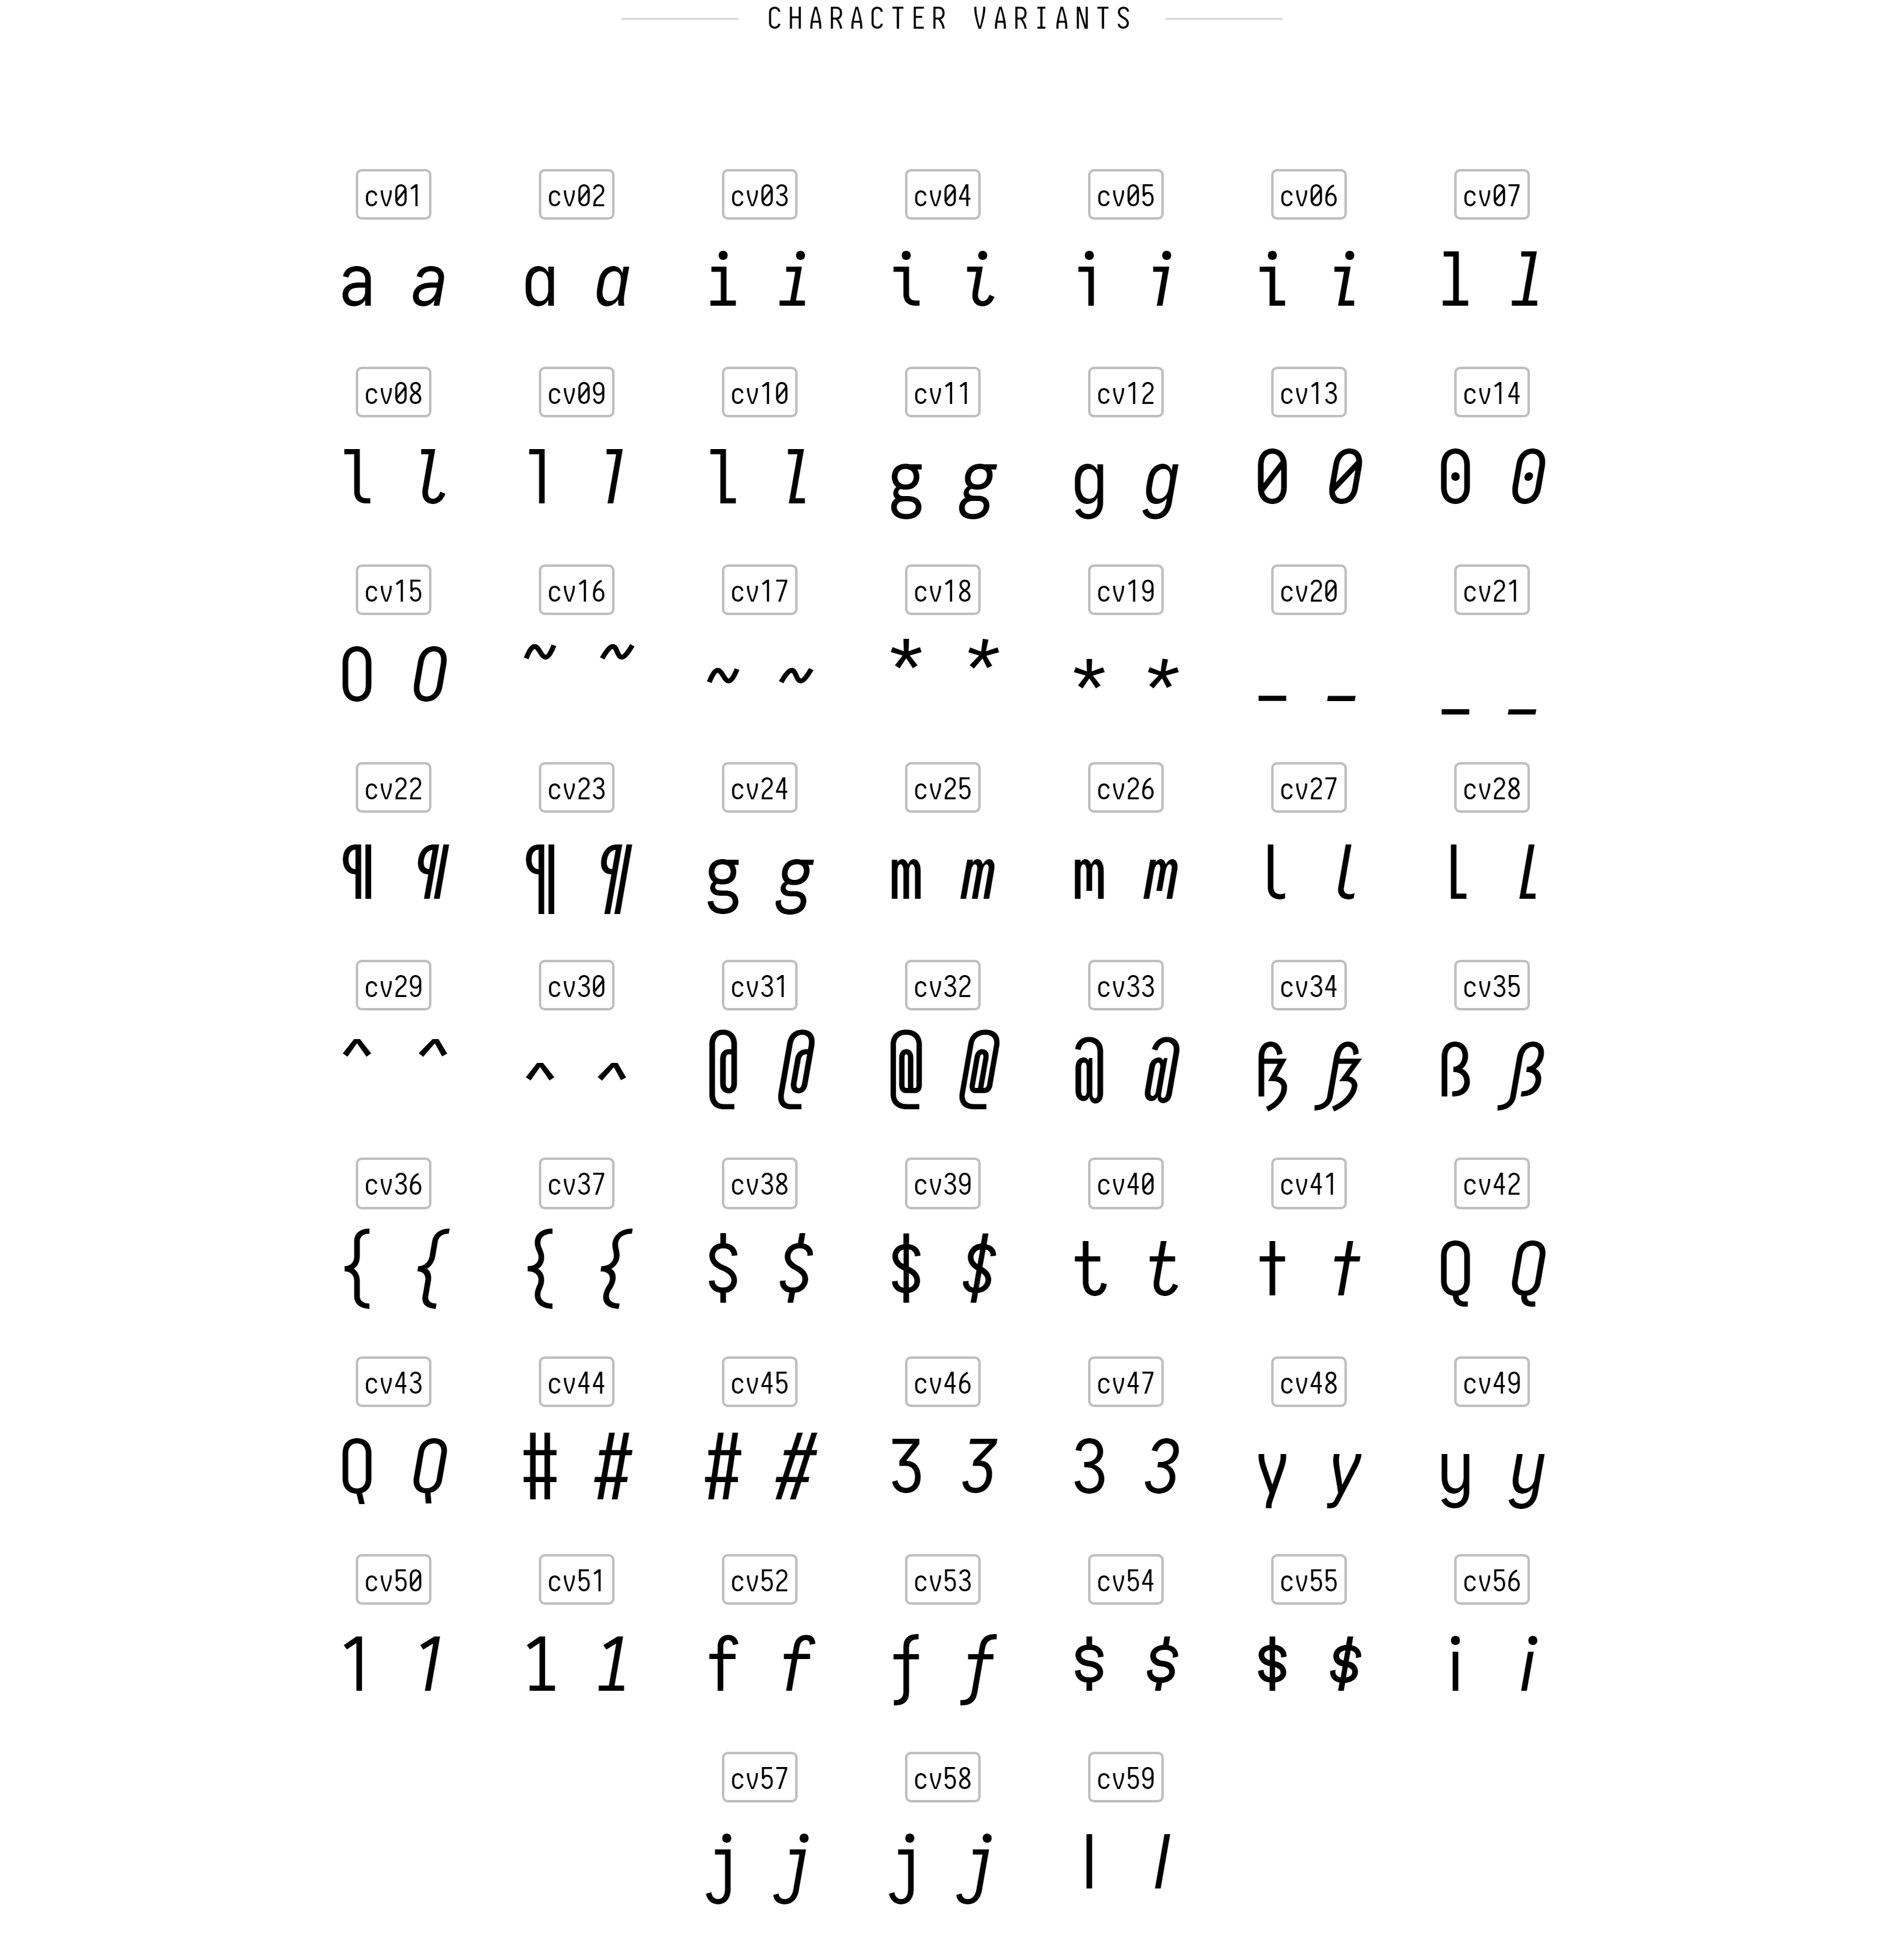 CHARACTER VARIANTS
cv01 cv02 cv03 cv04 cv05 cv06 cv07
a a a a i i i i i i i i l l
cv08 cv09 cv10 cv11 cv12 cv13 cv14
l l l l l l g g g g 0 0 0 0
cv15 cv16 cv17 cv18 cv19 cv20 cv21
0 0 ~ ~ ~ ~ * * * * _ _ _ _
cv22 cv23 cv24 cv25 cv26 cv27 cv28
¶ ¶ ¶ ¶ g g m m m m l l l l
cv29 cv30 cv31 cv32 cv33 cv34 cv35
^ ^ ^ ^ @ @ @ @ @ @ ß ß ß ß
cv36 cv37 cv38 cv39 cv40 cv41 cv42
{ { { { $ $ $ $ t t t t Q Q
cv43 cv44 cv45 cv46 cv47 cv48 cv49
Q Q # # # # 3 3 3 3 y y y y
cv50 cv51 cv52 cv53 cv54 cv55 cv56
1 1 1 1 f f f f $ $ $ $ i i
cv57 cv58 cv59
j j j j l l